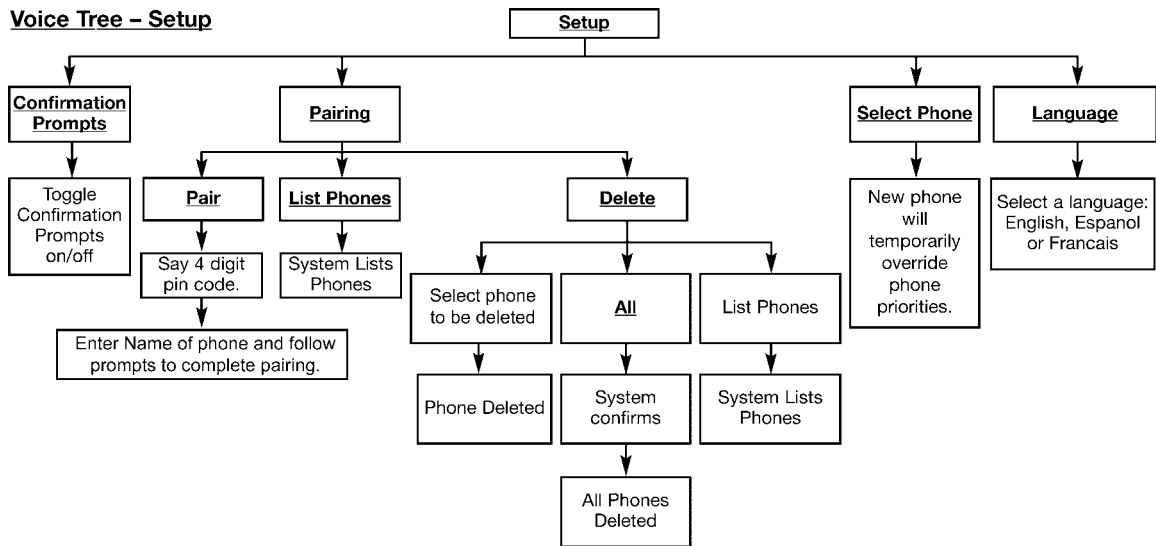 Voice Tree – Setup
Setup
Confirmation
Prompts
Pairing
Select Phone
Language
Toggle
Confirmation
Prompts
on/off
Pair
List Phones
Delete
New phone
will
temporarily
override
phone
priorities.
Select a language:
English, Espanol
or Francais
Say 4 digit
pin code.
System Lists
Phones
Select phone
to be deleted
All
List Phones
Enter Name of phone and follow
prompts to complete pairing.
Phone Deleted
System
confirms
System Lists
Phones
All Phones
Deleted